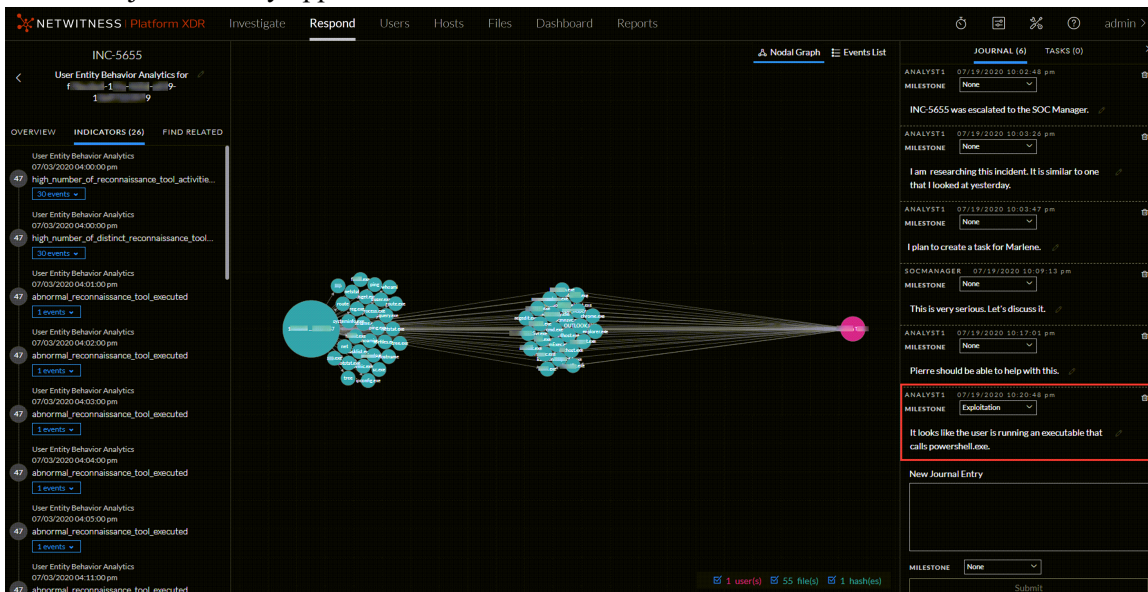 NETWITNESS Platform XDR
Investigate Respond Users Hosts Files Dashboard Reports
admin >
INC-5655
User Entity Behavior Analytics for
OVERVIEW INDICATORS (26) FIND RELATED
User Entity Behavior Analytics
07/03/2020 04:00:00 pm
47 high_number_of_reconnaissance_tool_activitie...
30 events
User Entity Behavior Analytics
07/03/2020 04:00:00 pm
47 high_number_of_distinct_reconnaissance_tool...
30 events
User Entity Behavior Analytics
07/03/2020 04:01:00 pm
47 abnormal_reconnaissance_tool_executed
1 events
User Entity Behavior Analytics
07/03/2020 04:02:00 pm
47 abnormal_reconnaissance_tool_executed
1 events
User Entity Behavior Analytics
07/03/2020 04:03:00 pm
47 abnormal_reconnaissance_tool_executed
1 events
User Entity Behavior Analytics
07/03/2020 04:04:00 pm
47 abnormal_reconnaissance_tool_executed
1 events
User Entity Behavior Analytics
07/03/2020 04:05:00 pm
47 abnormal_reconnaissance_tool_executed
1 events
User Entity Behavior Analytics
07/03/2020 04:11:00 pm
47 abnormal_reconnaissance_tool_executed
Nodal Graph Events List
ping
route
route.exe
net
tree
ipconfig.exe
OUTLOOK
chrome.exe
explorer.exe
1 user(s) 55 file(s) 1 hash(es)
JOURNAL (6) TASKS (0)
ANALYST1 07/19/2020 10:02:48 pm
MILESTONE None
INC-5655 was escalated to the SOC Manager.
ANALYST1 07/19/2020 10:03:26 pm
MILESTONE None
I am researching this incident. It is similar to one
that I looked at yesterday.
ANALYST1 07/19/2020 10:03:47 pm
MILESTONE None
I plan to create a task for Marlene.
SOCMANAGER 07/19/2020 10:09:13 pm
MILESTONE None
This is very serious. Let's discuss it.
ANALYST1 07/19/2020 10:17:01 pm
MILESTONE None
Pierre should be able to help with this.
ANALYST1 07/19/2020 10:20:48 pm
MILESTONE Exploitation
It looks like the user is running an executable that
calls powershell.exe.
New Journal Entry
MILESTONE None
Submit